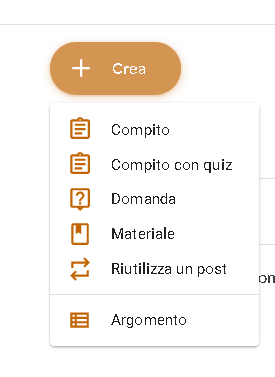 Crea
Compito
Compito con quiz
Domanda
Materiale
Riutilizza un post
Argomento